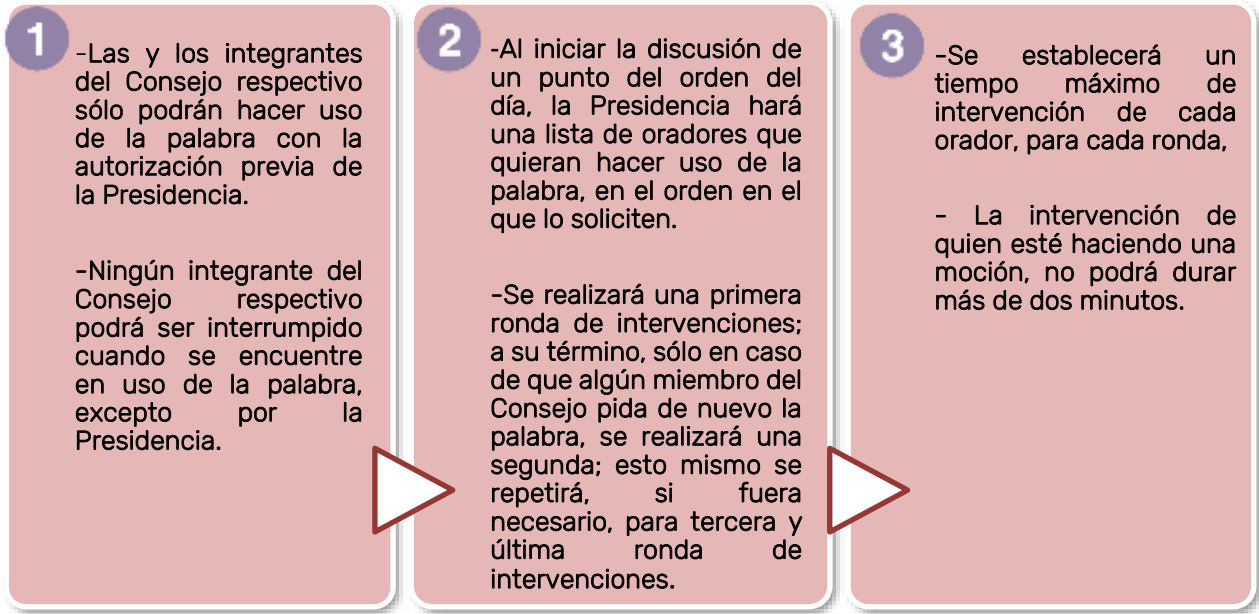 1
-Las y los integrantes
del Consejo respectivo
sólo podrán hacer uso
de la palabra con la
autorización previa de
la Presidencia.
-Ningún integrante del
Consejo respectivo
podrá ser interrumpido
cuando se encuentre
en uso de la palabra,
excepto por la
Presidencia.
2
-Al iniciar la discusión de
un punto del orden del
día, la Presidencia hará
una lista de oradores que
quieran hacer uso de la
palabra, en el orden en el
que lo soliciten.
-Se realizará una primera
ronda de intervenciones;
a su término, sólo en caso
de que algún miembro del
Consejo pida de nuevo la
palabra, se realizará una
segunda; esto mismo se
repetirá, si fuera
necesario, para tercera y
última ronda de
intervenciones.
3
-Se establecerá un
tiempo máximo de
intervención de cada
orador, para cada ronda,
- La intervención de
quien esté haciendo una
moción, no podrá durar
más de dos minutos.